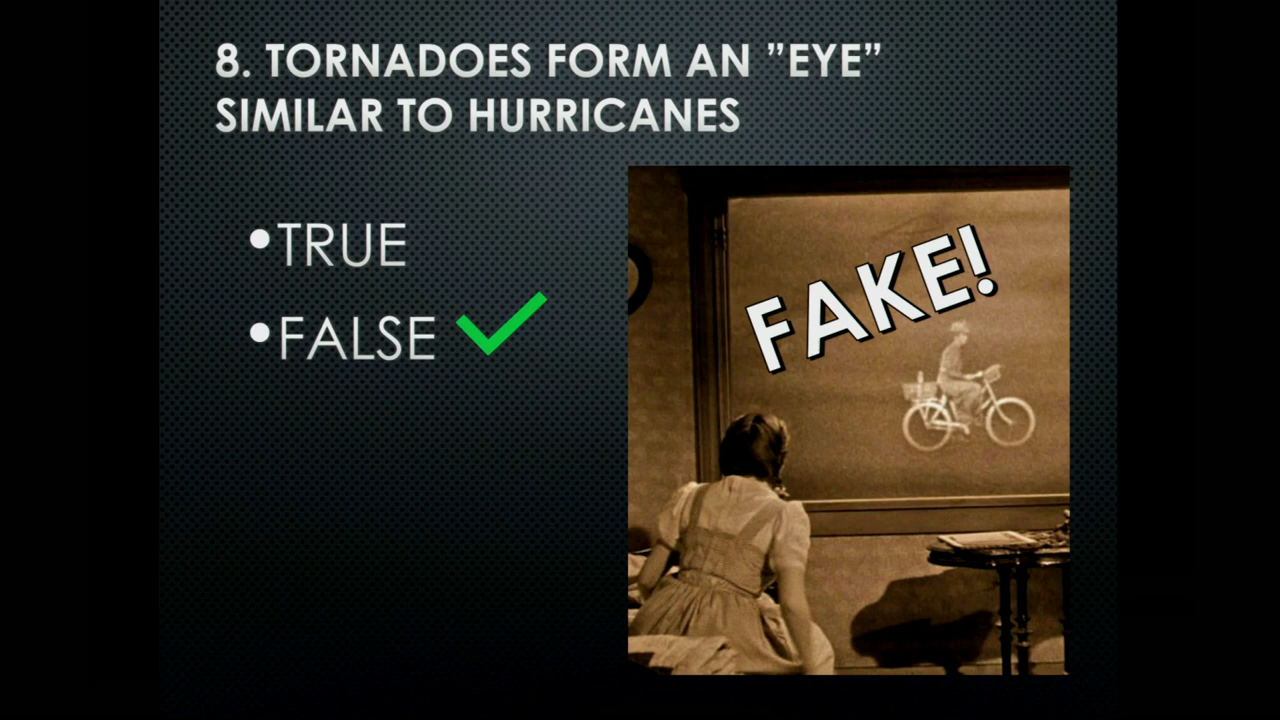 8. TORNADOES FORM AN ”EYE”
SIMILAR TO HURRICANES
•TRUE
•FALSE
FAKE!